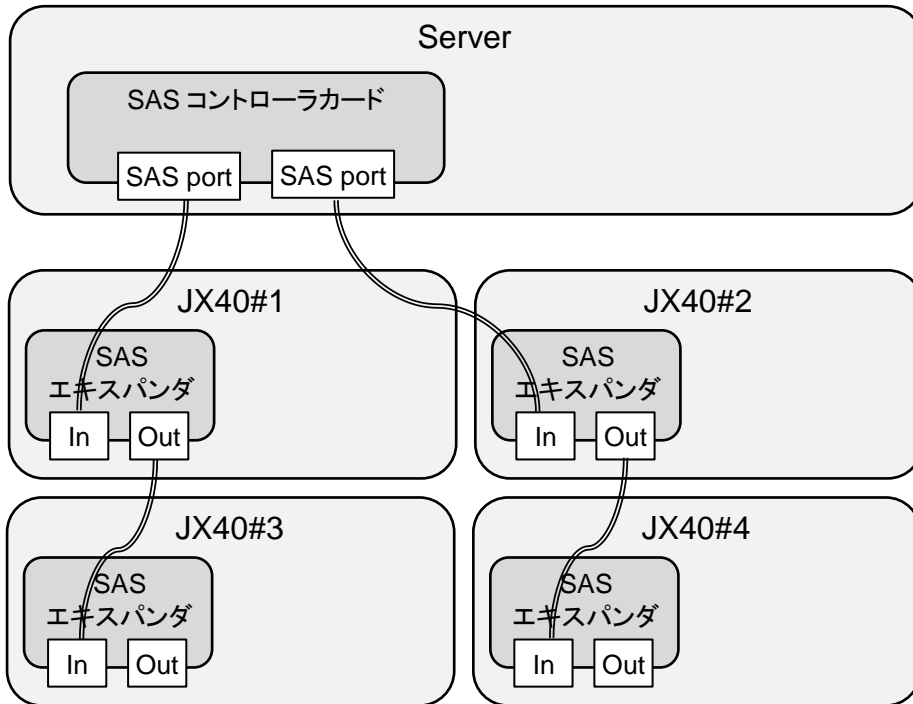 Server
SAS コントローラカード
SAS port
SAS port
JX40#1
SAS
エキスパンダ
In
Out
JX40#2
SAS
エキスパンダ
In
Out
JX40#3
SAS
エキスパンダ
In
Out
JX40#4
SAS
エキスパンダ
In
Out